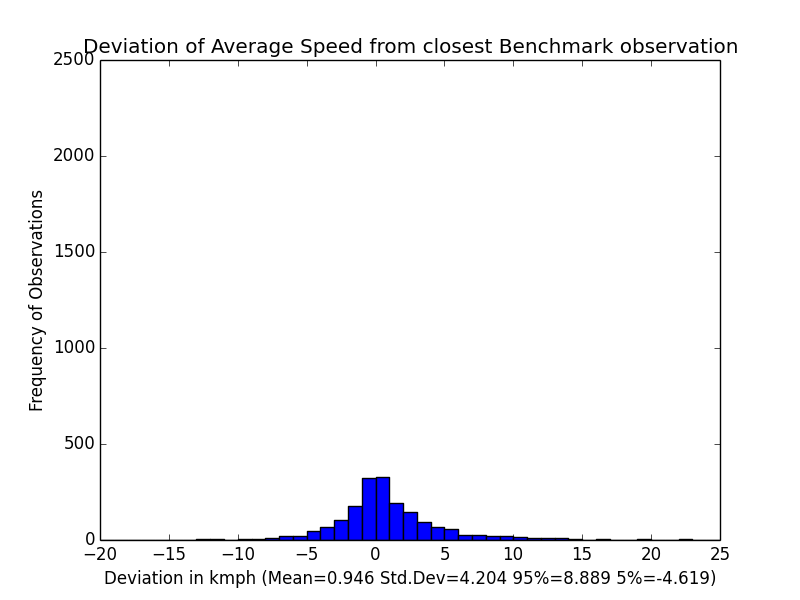 Deviation of Average Speed from closest Benchmark observation
2500
2000
1500
1000
500
0
Frequency of Observations
−20 −15 −10 −5 0 5 10 15 20 25
Deviation in kmph (Mean=0.946 Std.Dev=4.204 95%=8.889 5%=-4.619)